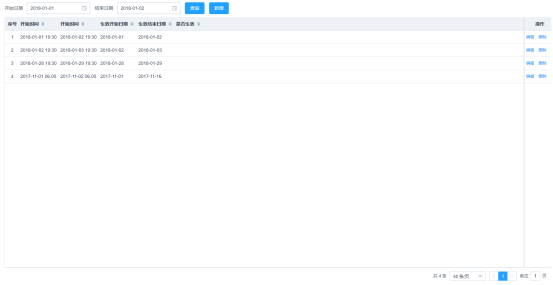 开始日期 2018-01-01 结束日期 2018-01-02 查询 新增
序号 开始时间 开始时间 生效开始日期 生效结束日期 是否生效 操作
1 2018-01-01 19:30 2018-01-02 19:30 2018-01-01 2018-01-02 编辑 删除
2 2018-01-02 19:30 2018-01-03 19:30 2018-01-02 2018-01-03 编辑 删除
3 2018-01-28 19:30 2018-01-29 19:30 2018-01-28 2018-01-29 编辑 删除
4 2017-11-01 06:00 2017-11-02 06:00 2017-11-01 2017-11-16 编辑 删除
共 4 条 60 条/页 1 前往 1 页